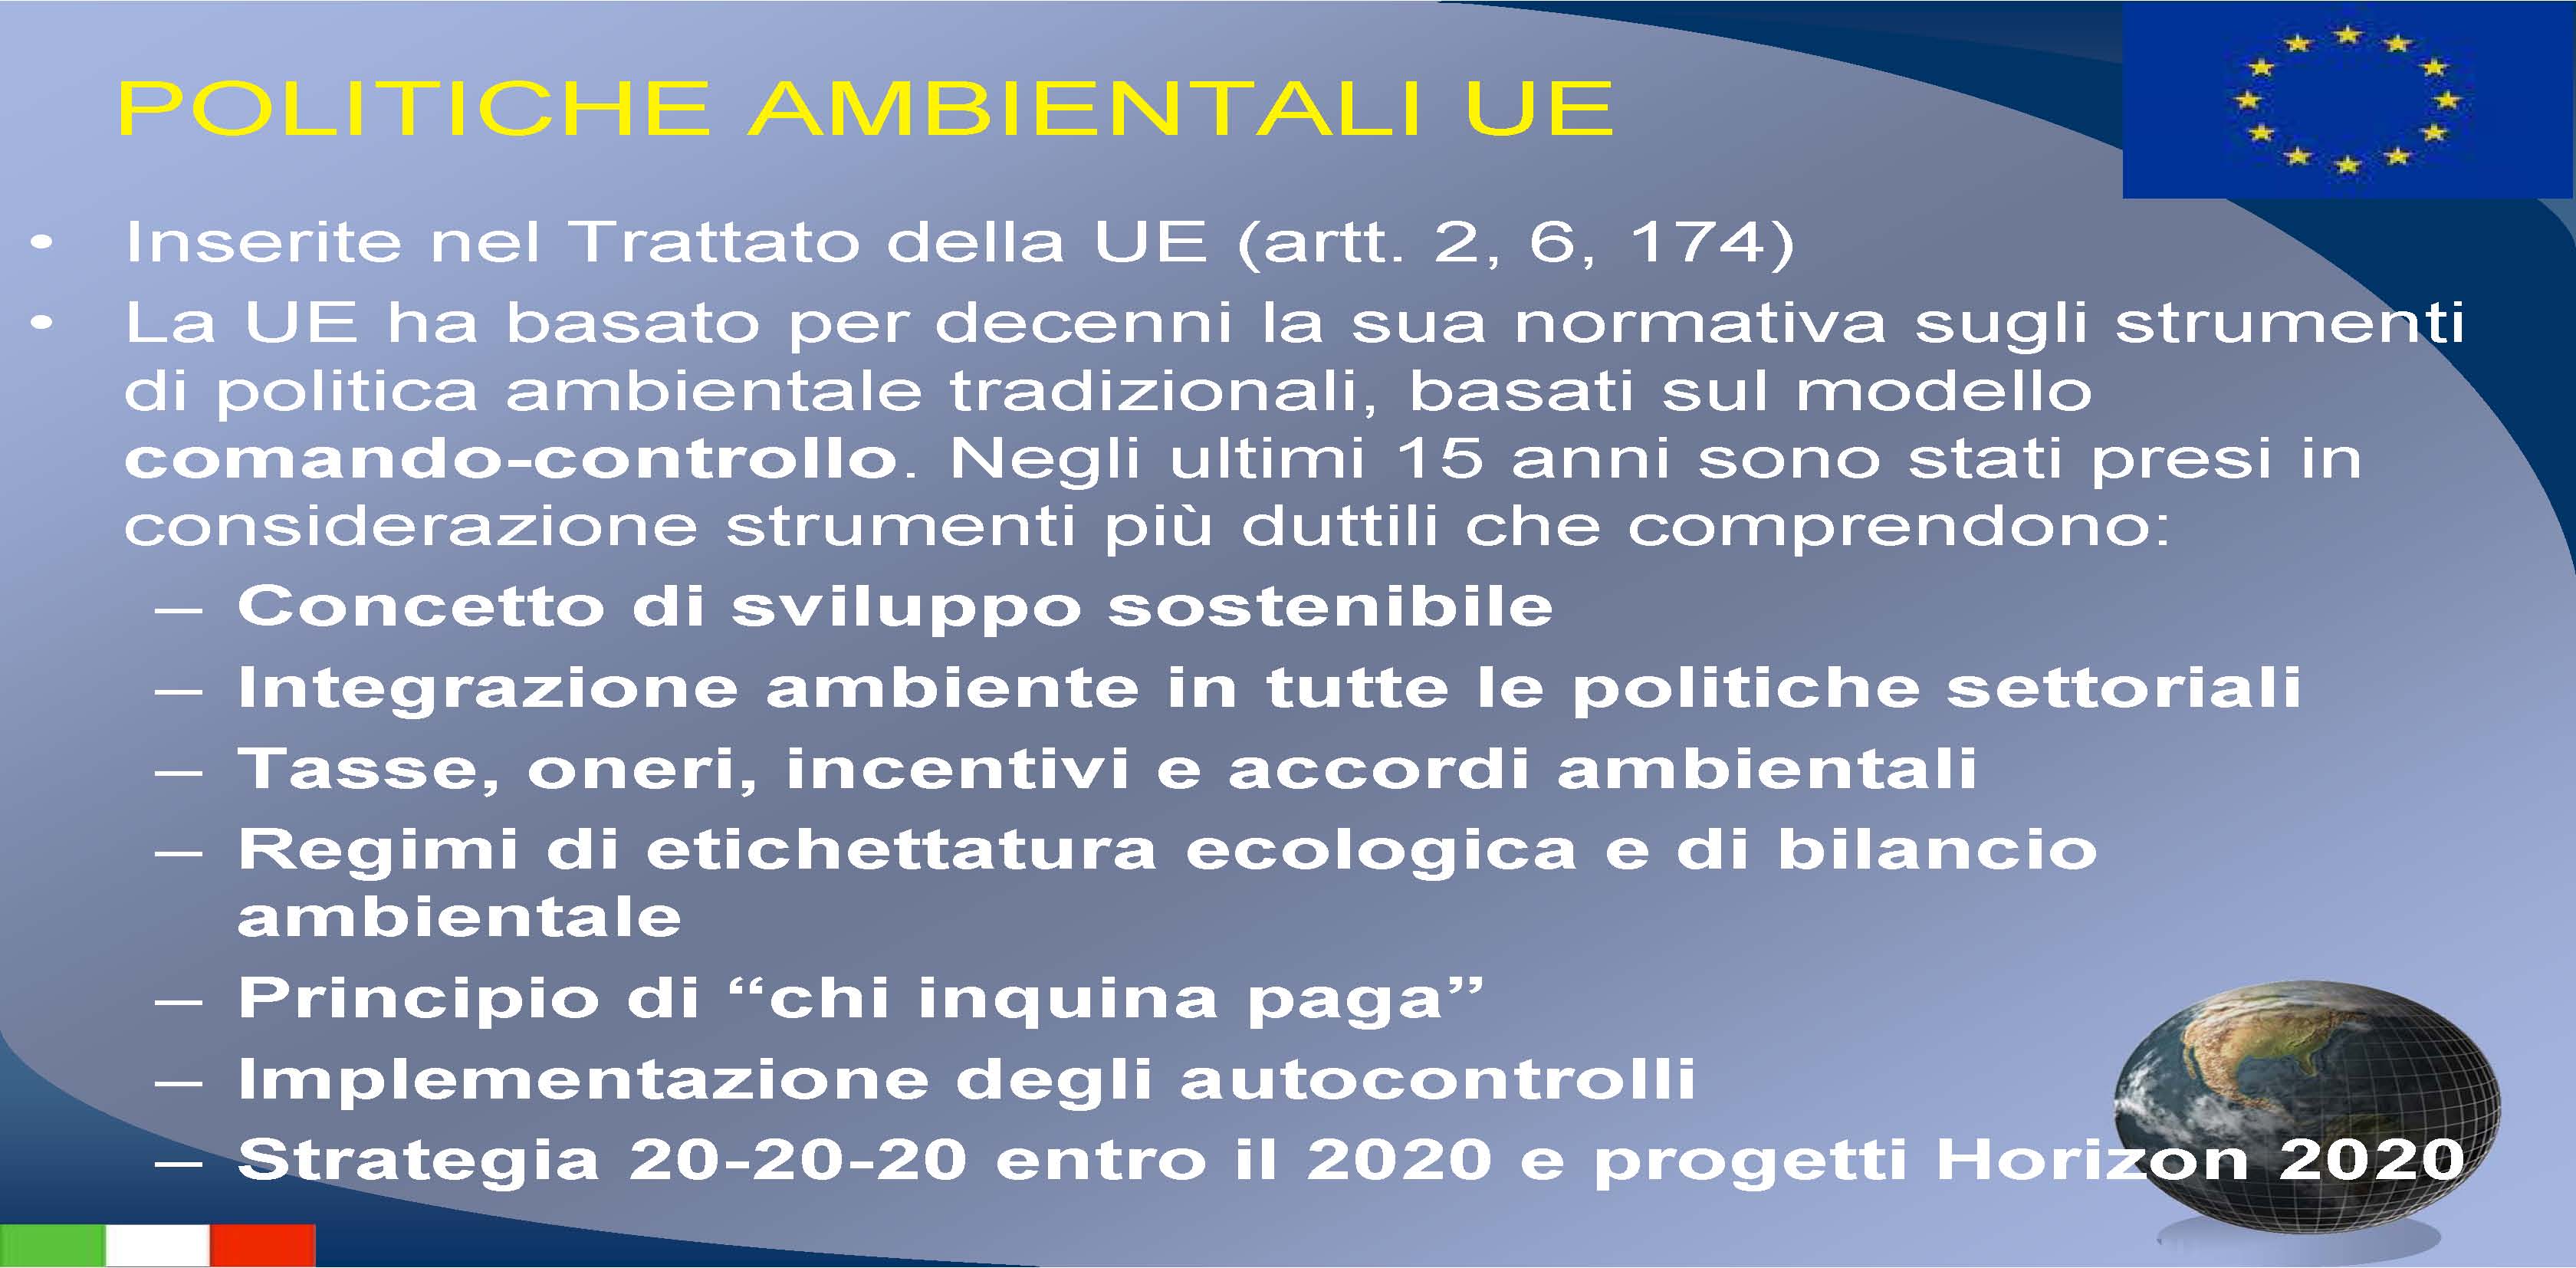 POLITICHE AMBIENTALI UE
• Inserite nel Trattato della UE (artt. 2, 6, 174)
• La UE ha basato per decenni la sua normativa sugli strumenti
di politica ambientale tradizionali, basati sul modello
comando-controllo. Negli ultimi 15 anni sono stati presi in
considerazione strumenti più duttili che comprendono:
– Concetto di sviluppo sostenibile
– Integrazione ambiente in tutte le politiche settoriali
– Tasse, oneri, incentivi e accordi ambientali
– Regimi di etichettatura ecologica e di bilancio
ambientale
– Principio di “chi inquina paga”
– Implementazione degli autocontrolli
– Strategia 20-20-20 entro il 2020 e progetti Horizon 2020